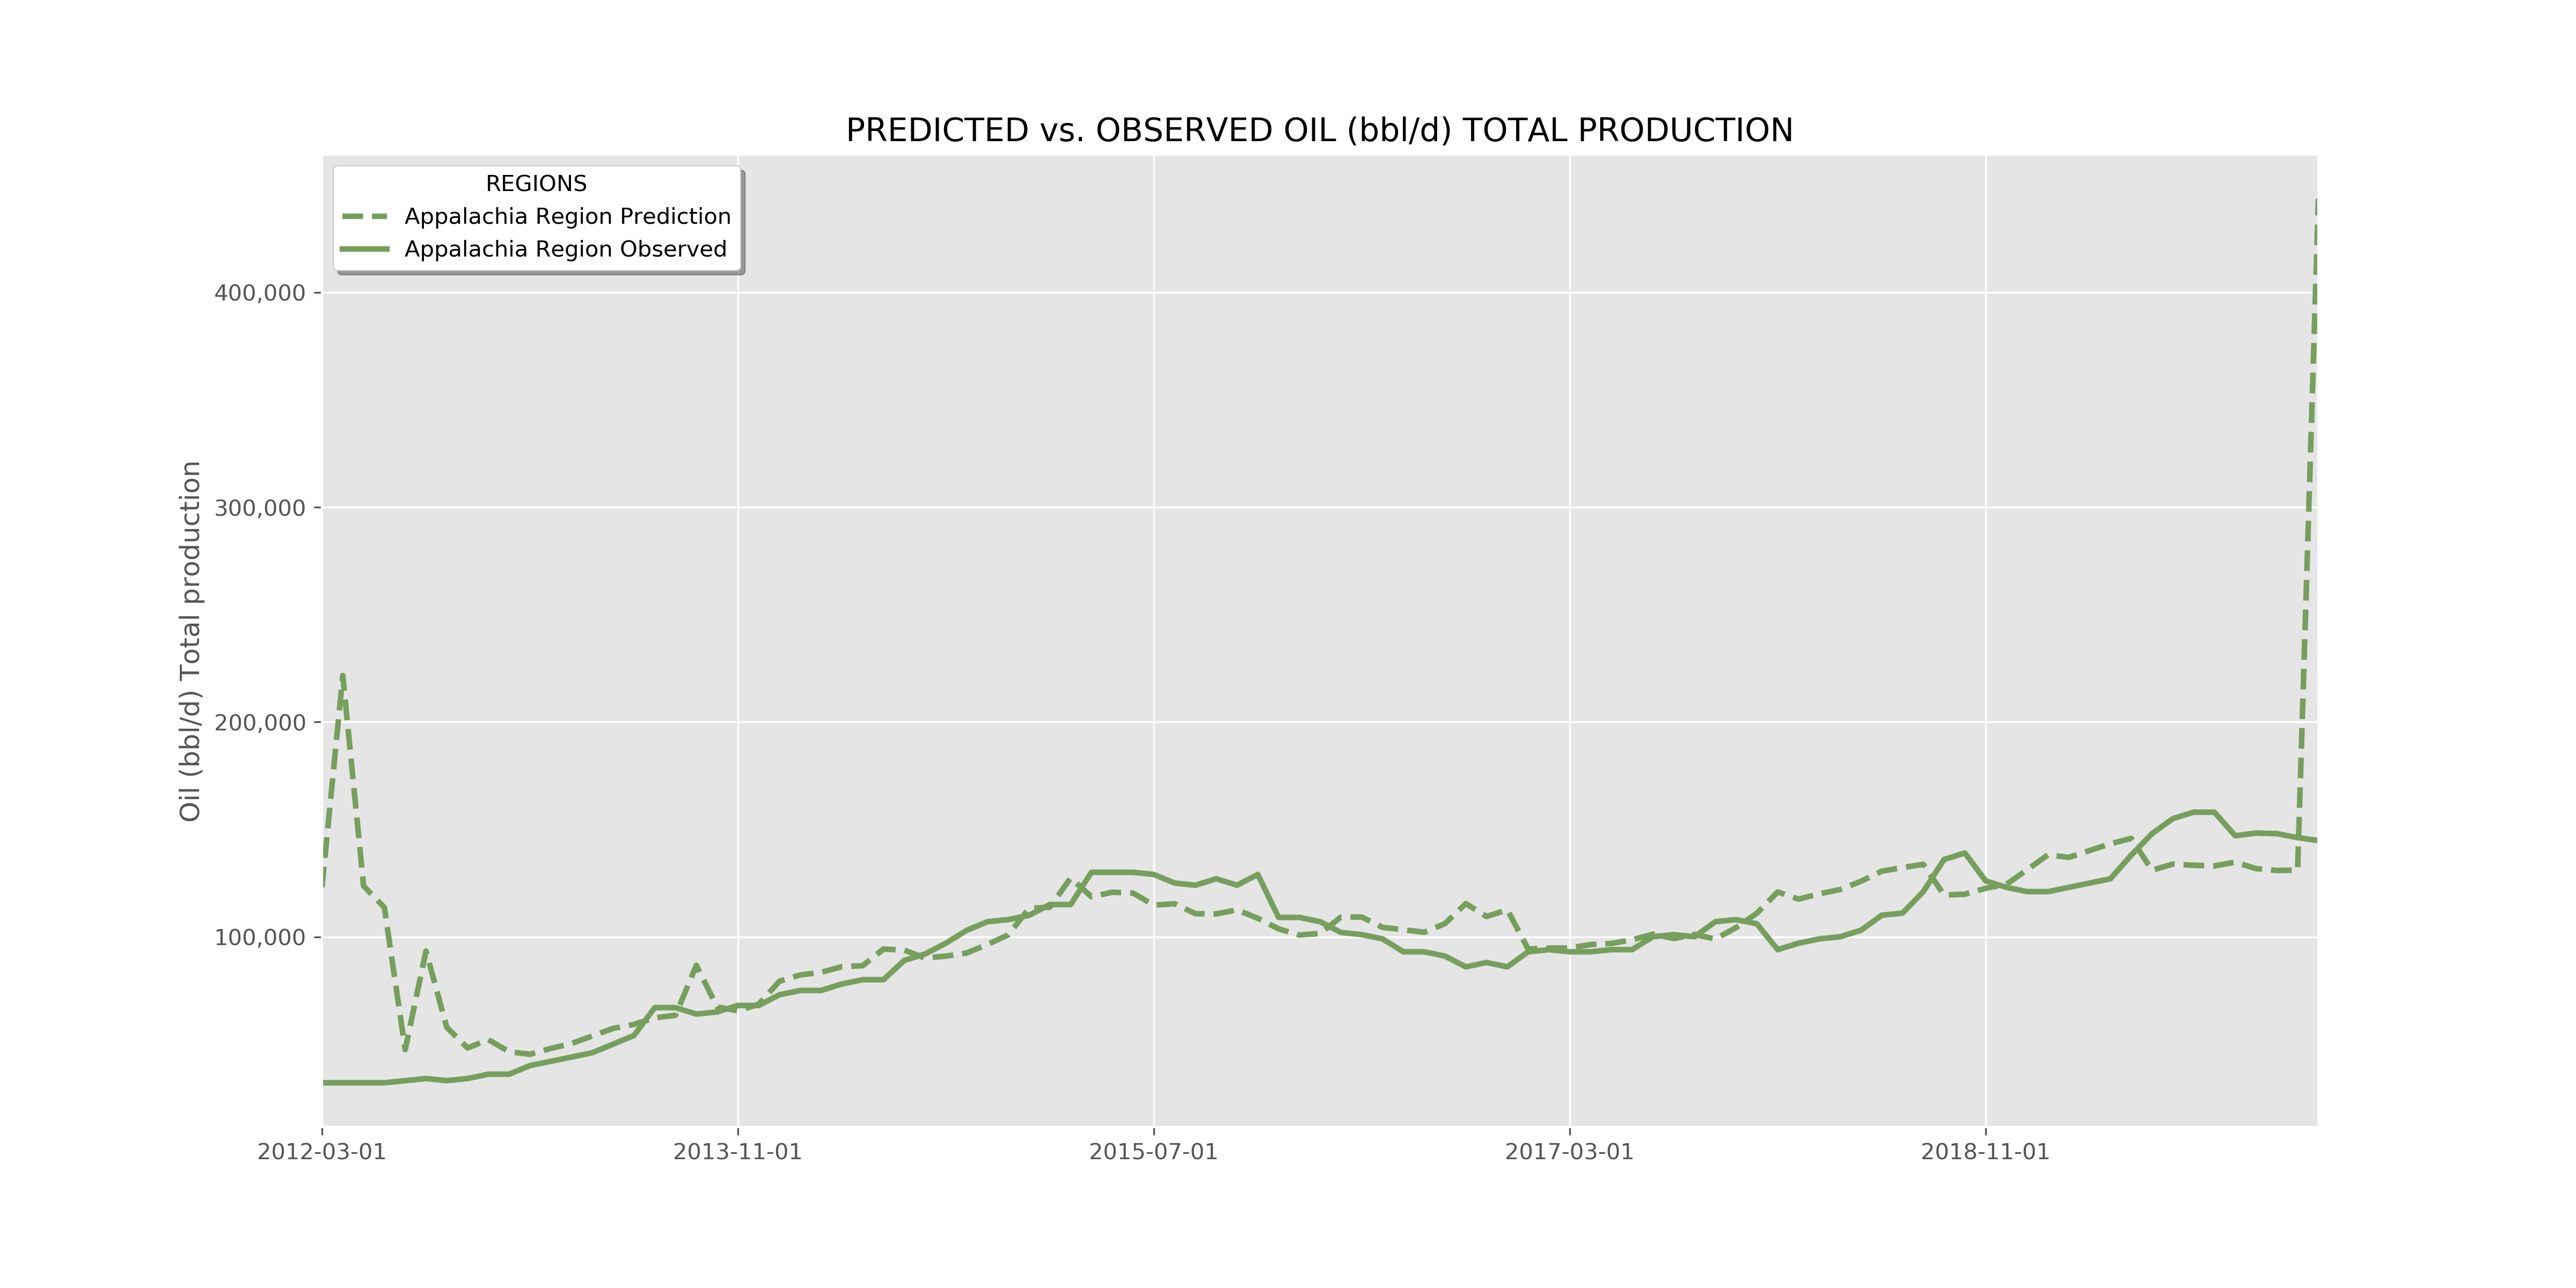 PREDICTED vs. OBSERVED OIL (bbl/d) TOTAL PRODUCTION
REGIONS
Appalachia Region Prediction
Appalachia Region Observed
Oil (bbl/d) Total production
400,000
300,000
200,000
100,000
2012-03-01
2013-11-01
2015-07-01
2017-03-01
2018-11-01